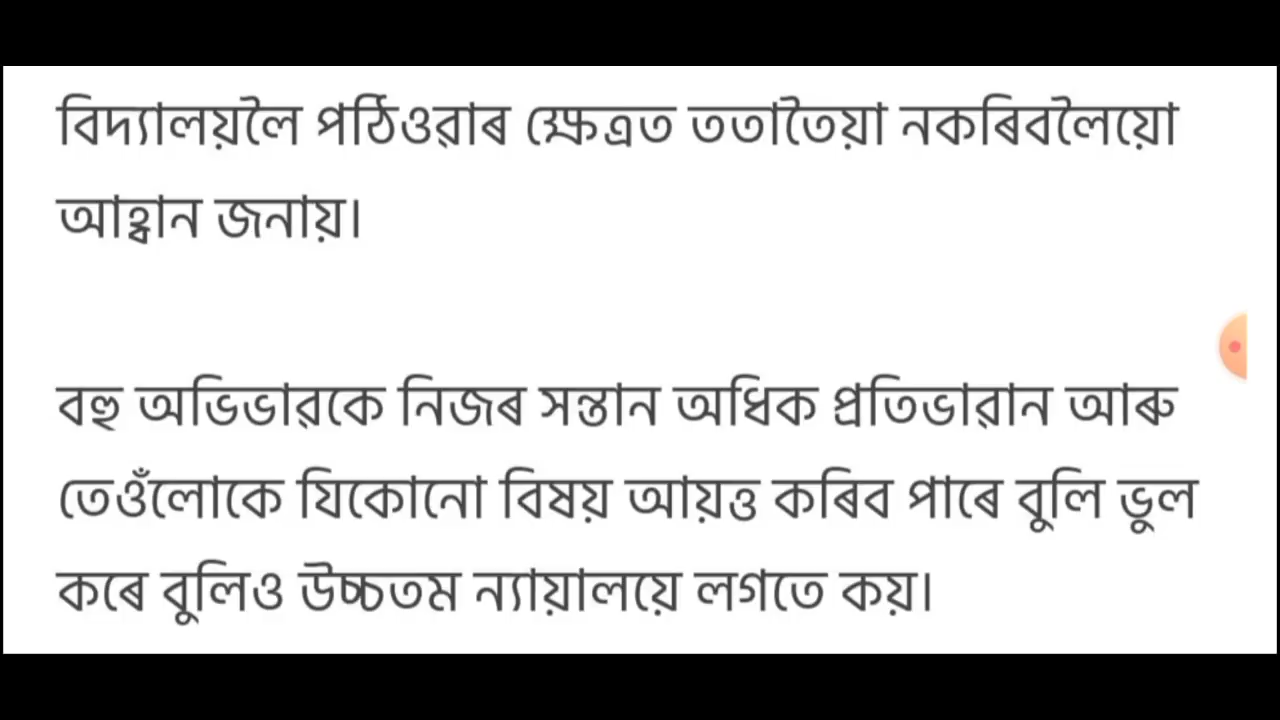 বিদ্যালয়লৈ পঠিওৱাৰ ক্ষেত্ৰত ততাতৈয়া নকৰিবলৈয়ো
আহ্বান জনায়।
বহু অভিভাৱকে নিজৰ সন্তান অধিক প্ৰতিভাৱান আৰু
তেওঁলোকে যিকোনো বিষয় আয়ত্ত কৰিব পাৰে বুলি ভুল
কৰে বুলিও উচ্চতম ন্যায়ালয়ে লগতে কয়।